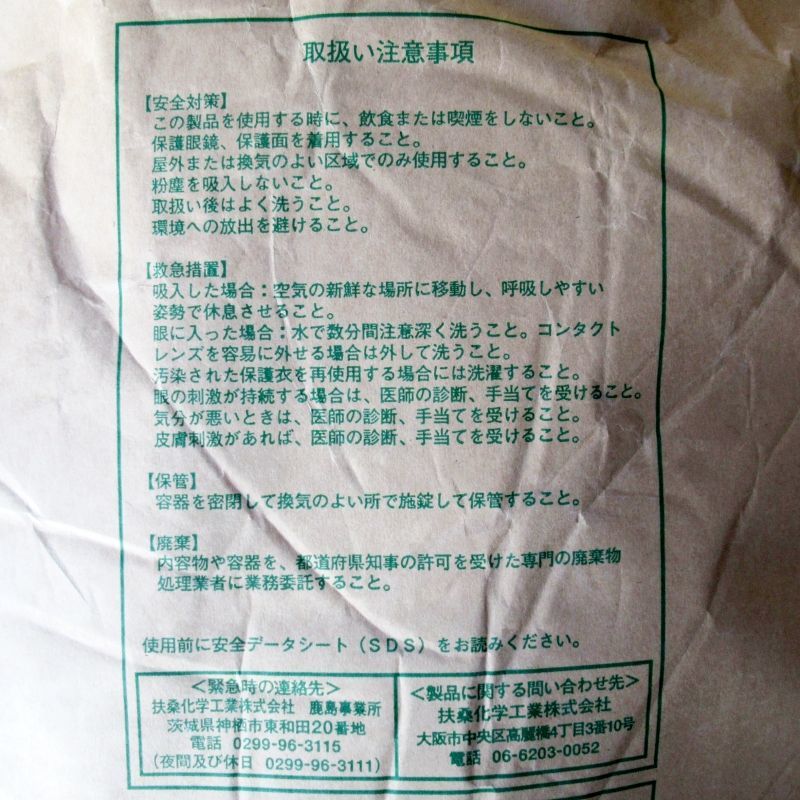 取扱い注意事項
【安全対策】
この製品を使用する時に、飲食または喫煙をしないこと。
保護眼鏡、保護面を着用すること。
屋外または換気のよい区域でのみ使用すること。
粉塵を吸入しないこと。
取扱い後はよく洗うこと。
環境への放出を避けること。
【救急措置】
吸入した場合：空気の新鮮な場所に移動し、呼吸しやすい
姿勢で休息させること。
眼に入った場合：水で数分間注意深く洗うこと。コンタクト
レンズを容易に外せる場合は外して洗うこと。
汚染された保護衣を再使用する場合には洗濯すること。
眼の刺激が持続する場合は、医師の診断、手当てを受けること。
気分が悪いときは、医師の診断、手当てを受けること。
皮膚刺激があれば、医師の診断、手当てを受けること。
【保管】
容器を密閉して換気のよい所で施錠して保管すること。
【廃棄】
内容物や容器を、都道府県知事の許可を受けた専門の廃棄物
処理業者に業務委託すること。
使用前に安全データシート（ＳＤＳ）をお読みください。
＜緊急時の連絡先＞
扶桑化学工業株式会社　鹿島事業所
茨城県神栖市東和田20番地
電話　0299-96-3115
（夜間及び休日　0299-96-3111）
＜製品に関する問い合わせ先＞
扶桑化学工業株式会社
大阪市中央区高麗橋4丁目3番10号
電話　06-6203-0052